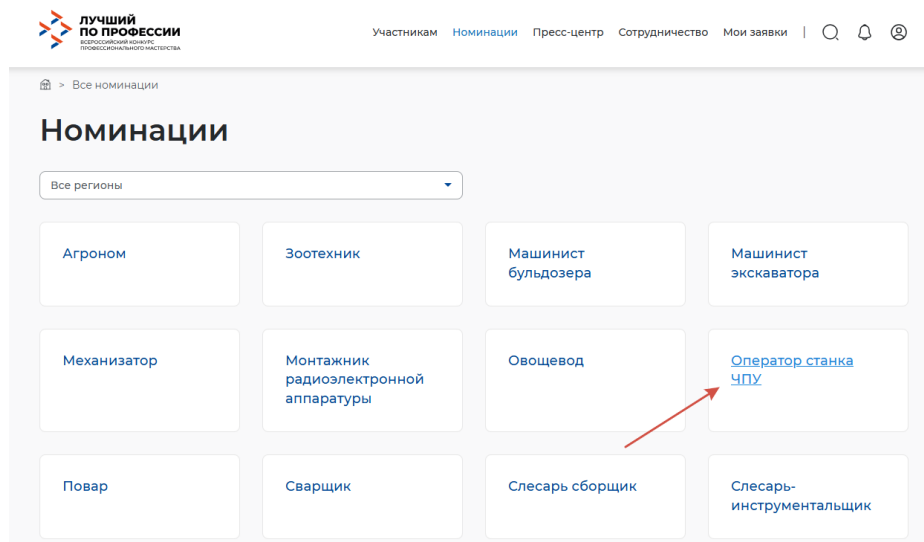 ЛУЧШИЙ
ПО ПРОФЕССИИ
ВСЕРОССИЙСКИЙ КОНКУРС
ПРОФЕССИОНАЛЬНОГО МАСТЕРСТВА
Участникам Номинации Пресс-центр Сотрудничество Мои заявки |
> Все номинации
Номинации
Все регионы
Агроном
Зоотехник
Машинист
бульдозера
Машинист
экскаватора
Механизатор
Монтажник
радиоэлектронной
аппаратуры
Овощевод
Оператор станка
ЧПУ
Повар
Сварщик
Слесарь сборщик
Слесарь-
инструментальщик